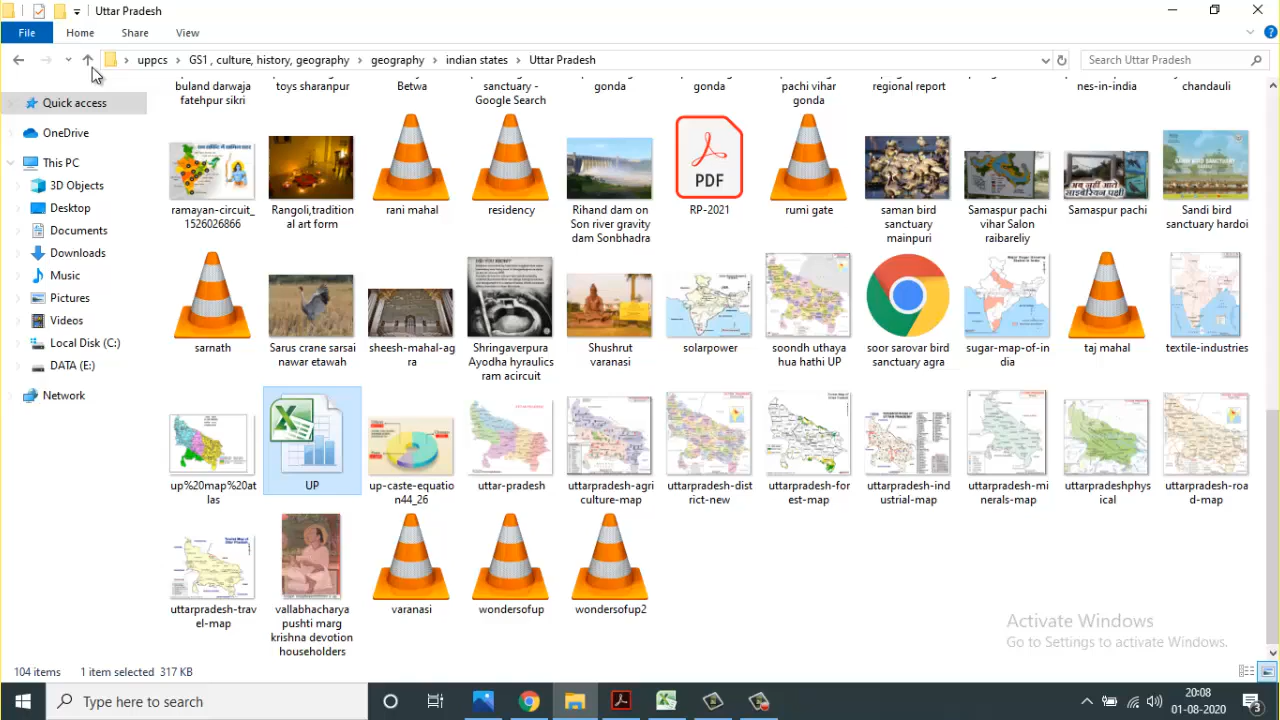 Uttar Pradesh
File Home Share View
uppcs > GS1 , culture, history, geography > geography > indian states > Uttar Pradesh
Search Uttar Pradesh
Quick access
OneDrive
This PC
3D Objects
Desktop
Documents
Downloads
Music
Pictures
Videos
Local Disk (C:)
DATA (E:)
Network
buland darwaja
fatehpur sikri
toys sharanpur
Betwa
sanctuary -
Google Search
gonda
gonda
pachi vihar
gonda
regional report
nes-in-india
chandauli
ramayan-circuit_
1526026866
Rangoli,tradition
al art form
rani mahal
residency
Rihand dam on
Son river gravity
dam Sonbhadra
PDF
RP-2021
rumi gate
saman bird
sanctuary
mainpuri
Samaspur pachi
vihar Salon
raibareliy
Samaspur pachi
SANDI BIRD
SANCTUARY
Sandi bird
sanctuary hardoi
sarnath
Sarus crane sarsai
nawar etawah
sheesh-mahal-ag
ra
Shringaverpura
Ayodha hyraulics
ram acircuit
Shushrut
varanasi
solarpower
soondh uthaya
hua hathi UP
soor sarovar bird
sanctuary agra
sugar-map-of-in
dia
taj mahal
textile-industries
up%20map%20at
las
UP
up-caste-equation
n44_26
uttar-pradesh
uttarpradesh-agri
culture-map
uttarpradesh-dist
rict-new
uttarpradesh-for
est-map
uttarpradesh-ind
ustrial-map
uttarpradesh-mi
nerals-map
uttarpradeshphys
ical
uttarpradesh-roa
d-map
uttarpradesh-trav
el-map
vallabhacharya
pushti marg
krishna devotion
householders
varanasi
wondersofup
wondersofup2
Activate Windows
Go to Settings to activate Windows.
104 items 1 item selected 317 KB
Type here to search
20:08
01-08-2020
3